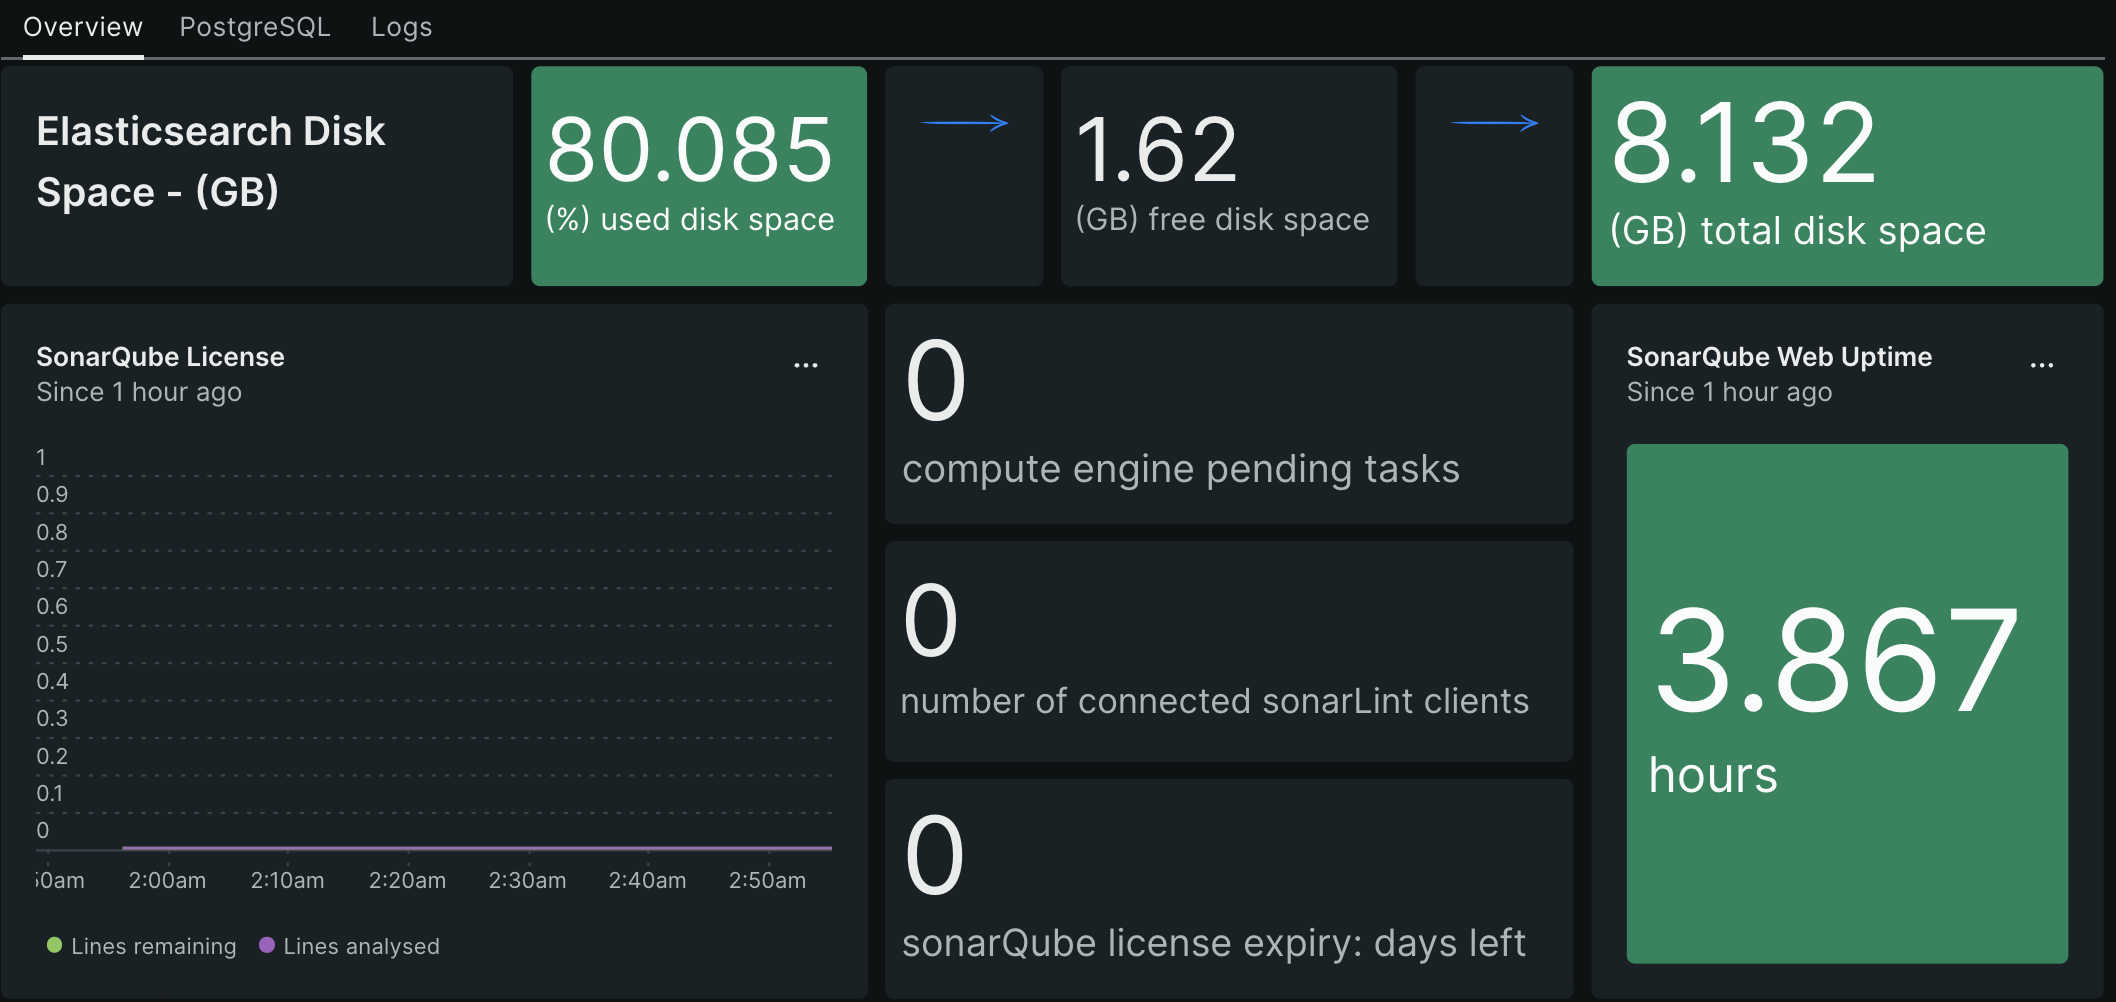 Overview PostgreSQL Logs
Elasticsearch Disk
Space - (GB)
80.085
(%) used disk space
1.62
(GB) free disk space
8.132
(GB) total disk space
SonarQube License
...
Since 1 hour ago
1
0.9
0.8
0.7
0.6
0.5
0.4
0.3
0.2
0.1
0
50am 2:00am 2:10am 2:20am 2:30am 2:40am 2:50am
Lines remaining Lines analysed
0
compute engine pending tasks
0
number of connected sonarLint clients
0
sonarQube license expiry: days left
SonarQube Web Uptime
...
Since 1 hour ago
3.867
hours